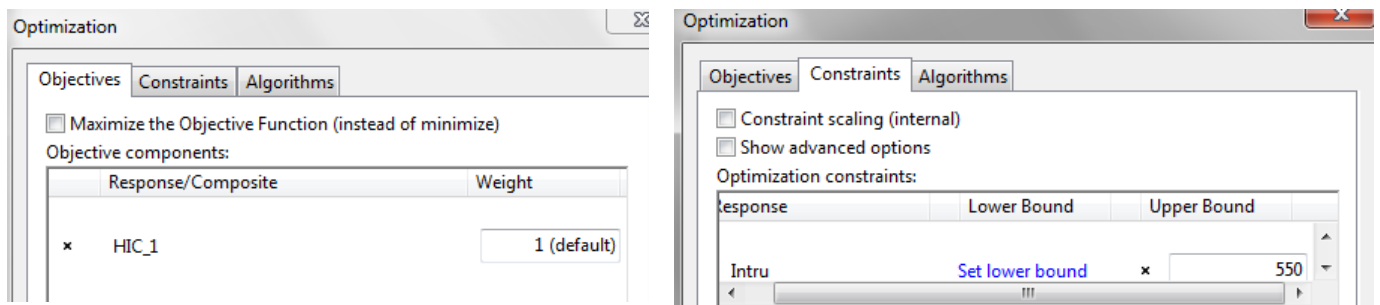 Optimization
Objectives Constraints Algorithms
Maximize the Objective Function (instead of minimize)
Objective components:
Response/Composite Weight
HIC_1 1 (default)
Optimization
Objectives Constraints Algorithms
Constraint scaling (internal)
Show advanced options
Optimization constraints:
Response Lower Bound Upper Bound
Intru Set lower bound 550